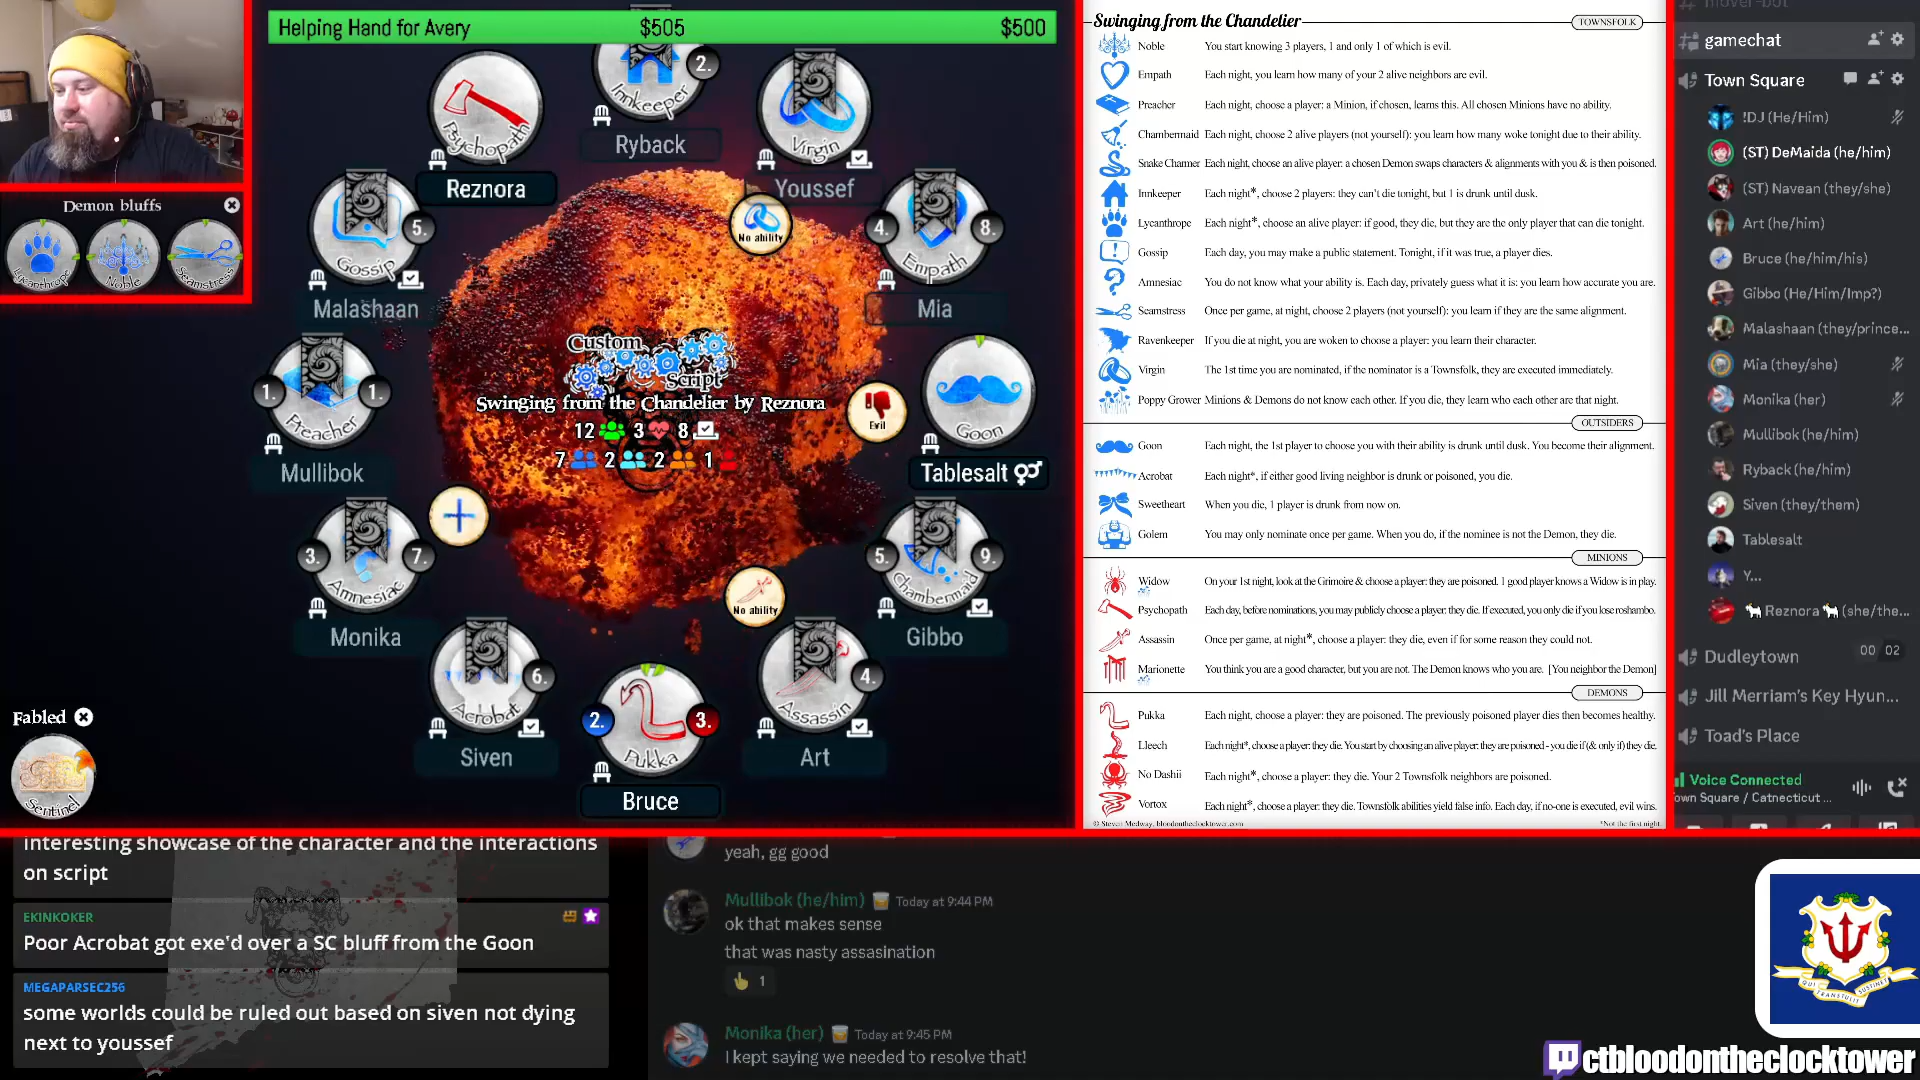 Helping Hand for Avery $505 $500
Demon bluffs
Lycanthrope
Noble
Seamstress
Innkeeper
2.
Ryback
Psychopath
Reznora
Virgin
Youssef
No ability
Gossip
5.
Malashaan
4.
Empath
8.
Mia
1.
Preacher
1.
Mullibok
Goon
Evil
Tablesalt
3.
Amnesiac
7.
Monika
5.
Chambermaid
9.
Gibbo
Acrobat
6.
Siven
2.
Pukka
3.
Bruce
No ability
Assassin
4.
Art
Custom
Script
Swinging from the Chandelier by Reznora
12 3 8
7 2 2 1
Fabled
Sentinel
Swinging from the Chandelier
TOWNSFOLK
Noble You start knowing 3 players, 1 and only 1 of which is evil.
Empath Each night, you learn how many of your 2 alive neighbors are evil.
Preacher Each night, choose a player: a Minion, if chosen, learns this. All chosen Minions have no ability.
Chambermaid Each night, choose 2 alive players (not yourself): you learn how many woke tonight due to their ability.
Snake Charmer Each night, choose an alive player: a chosen Demon swaps characters & alignments with you & is then poisoned.
Innkeeper Each night*, choose 2 players: they can't die tonight, but 1 is drunk until dusk.
Lycanthrope Each night*, choose an alive player: if good, they die, but they are the only player that can die tonight.
Gossip Each day, you may make a public statement. Tonight, if it was true, a player dies.
Amnesiac You do not know what your ability is. Each day, privately guess what it is: you learn how accurate you are.
Seamstress Once per game, at night, choose 2 players (not yourself): you learn if they are the same alignment.
Ravenkeeper If you die at night, you are woken to choose a player: you learn their character.
Virgin The 1st time you are nominated, if the nominator is a Townsfolk, they are executed immediately.
Poppy Grower Minions & Demons do not know each other. If you die, they learn who each other are that night.
OUTSIDERS
Goon Each night, the 1st player to choose you with their ability is drunk until dusk. You become their alignment.
Acrobat Each night*, if either good living neighbor is drunk or poisoned, you die.
Sweetheart When you die, 1 player is drunk from now on.
Golem You may only nominate once per game. When you do, if the nominee is not the Demon, they die.
MINIONS
Widow On your 1st night, look at the Grimoire & choose a player: they are poisoned. 1 good player knows a Widow is in play.
Psychopath Each day, before nominations, you may publicly choose a player: they die. If executed, you only die if you lose roshambo.
Assassin Once per game, at night*, choose a player: they die, even if for some reason they could not.
Marionette You think you are a good character, but you are not. The Demon knows who you are. [You neighbor the Demon]
DEMONS
Pukka Each night, choose a player: they are poisoned. The previously poisoned player dies then becomes healthy.
Lleech Each night*, choose a player: they die. You start by choosing an alive player: they are poisoned - you die if (& only if) they die.
No Dashii Each night*, choose a player: they die. Your 2 Townsfolk neighbors are poisoned.
Vortox Each night*, choose a player: they die. Townsfolk abilities yield false info. Each day, if no-one is executed, evil wins.
© Steven Medway, bloodontheclocktower.com *Not the first night
mover-bot
gamechat
Town Square
!DJ (He/Him)
(ST) DeMaida (he/him)
(ST) Navean (they/she)
Art (he/him)
Bruce (he/him/his)
Gibbo (He/Him/Imp?)
Malashaan (they/prince...
Mia (they/she)
Monika (her)
Mullibok (he/him)
Ryback (he/him)
Siven (they/them)
Tablesalt
Y...
Reznora (she/the...
Dudleytown 00 02
Jill Merriam's Key Hyun...
Toad's Place
Voice Connected
own Square / Catnecticut ...
interesting showcase of the character and the interactions
on script
EKINKOKER
Poor Acrobat got exe'd over a SC bluff from the Goon
MEGAPARSEC256
some worlds could be ruled out based on siven not dying
next to youssef
yeah, gg good
Mullibok (he/him) Today at 9:44 PM
ok that makes sense
that was nasty assasination
1
Monika (her) Today at 9:45 PM
I kept saying we needed to resolve that!
QUI TRANSTULIT SUSTINET
ctbloodontheclocktower